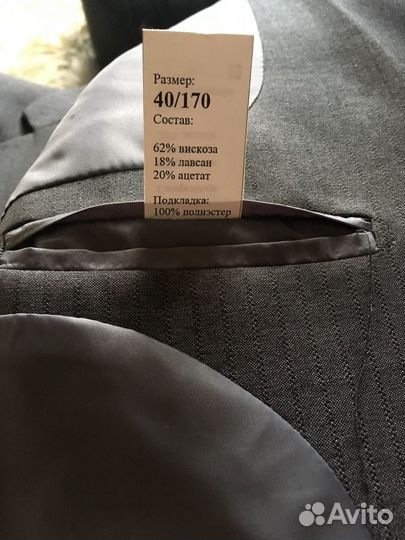 Размер:
40/170
Состав:
62% вискоза
18% лавсан
20% ацетат
Подкладка:
100% полиэстер
Avito